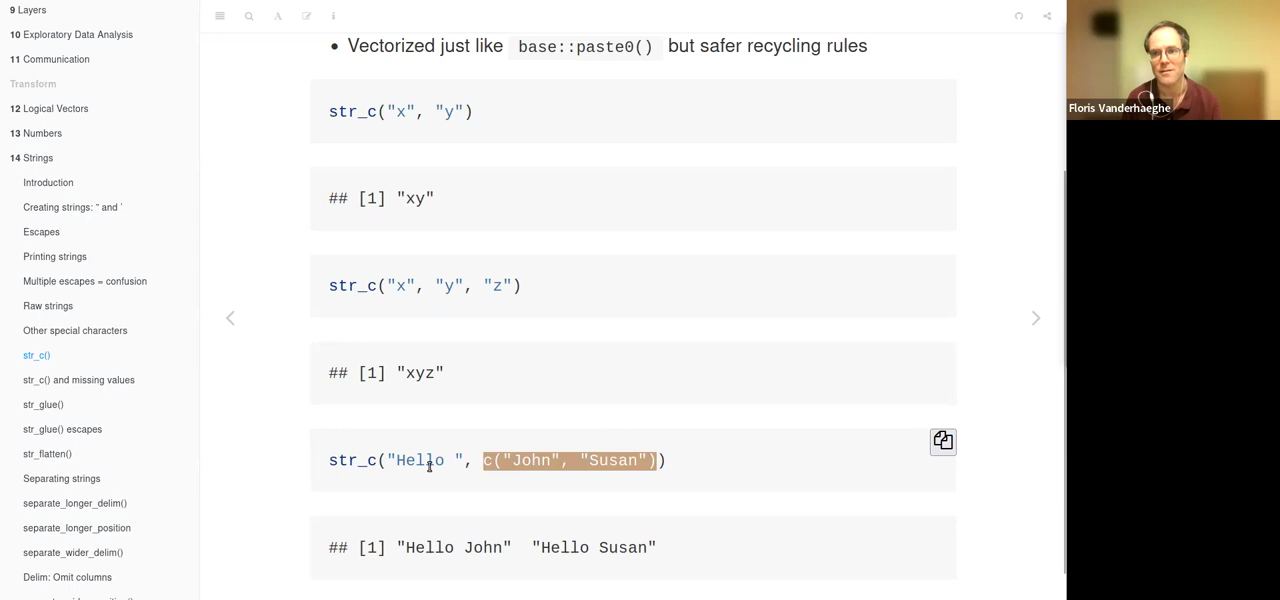 9 Layers
10 Exploratory Data Analysis
11 Communication
Transform
12 Logical Vectors
13 Numbers
14 Strings
Introduction
Creating strings: " and '
Escapes
Printing strings
Multiple escapes = confusion
Raw strings
Other special characters
str_c()
str_c() and missing values
str_glue()
str_glue() escapes
str_flatten()
Separating strings
separate_longer_delim()
separate_longer_position
separate_wider_delim()
Delim: Omit columns
• Vectorized just like base::paste0() but safer recycling rules
str_c("x", "y")
## [1] "xy"
str_c("x", "y", "z")
## [1] "xyz"
str_c("Hello ", c("John", "Susan"))
## [1] "Hello John"  "Hello Susan"
Floris Vanderhaeghe